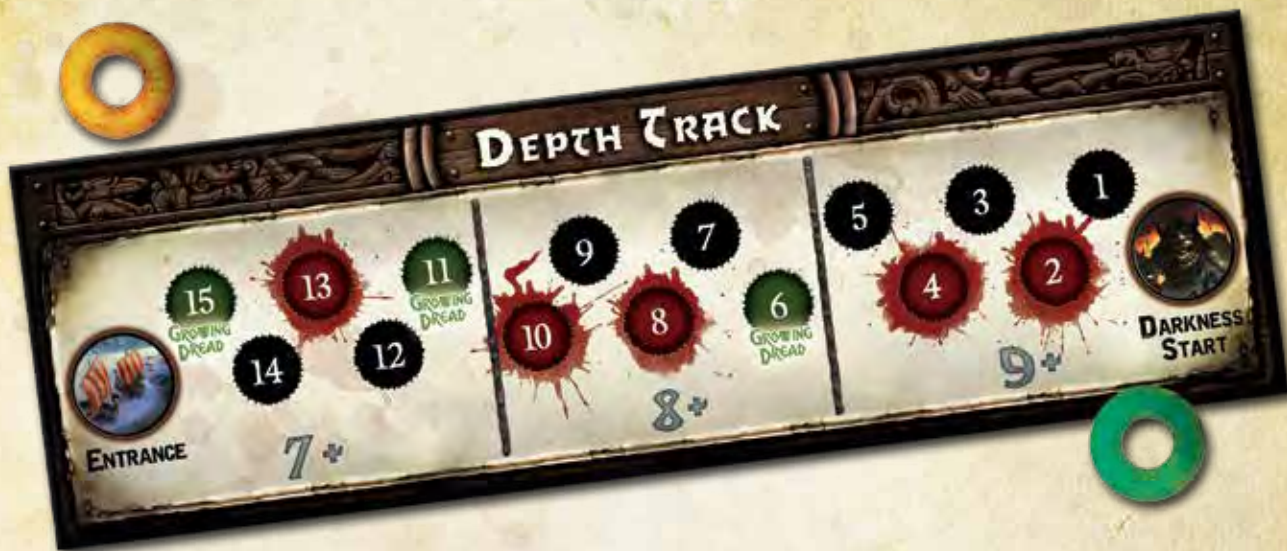 DEPTH TRACK
15
GROWING
DREAD
14
13
12
11
GROWING
DREAD
ENTRANCE
7+
10
9
8
7
6
GROWING
DREAD
8+
5
4
3
2
1
DARKNESS
START
9+